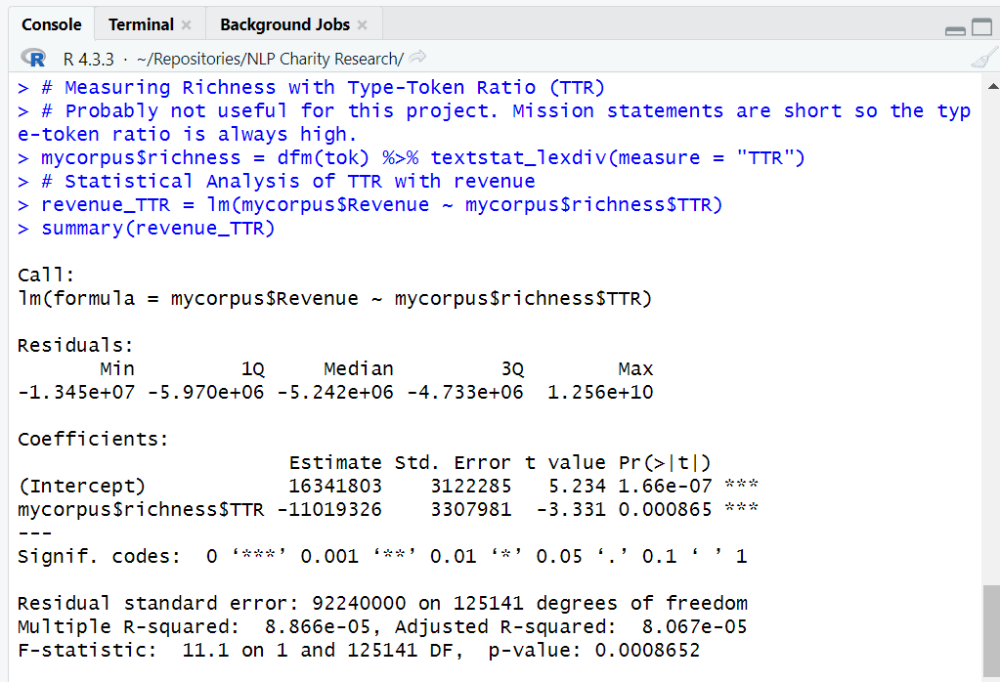 Console Terminal Background Jobs
R R 4.3.3 · ~/Repositories/NLP Charity Research/
> # Measuring Richness with Type-Token Ratio (TTR)
> # Probably not useful for this project. Mission statements are short so the typ
e-token ratio is always high.
> mycorpus$richness = dfm(tok) %>% textstat_lexdiv(measure = "TTR")
> # Statistical Analysis of TTR with revenue
> revenue_TTR = lm(mycorpus$Revenue ~ mycorpus$richness$TTR)
> summary(revenue_TTR)
Call:
lm(formula = mycorpus$Revenue ~ mycorpus$richness$TTR)
Residuals:
Min 1Q Median 3Q Max
-1.345e+07 -5.970e+06 -5.242e+06 -4.733e+06 1.256e+10
Coefficients:
Estimate Std. Error t value Pr(>|t|)
(Intercept) 16341803 3122285 5.234 1.66e-07 ***
mycorpus$richness$TTR -11019326 3307981 -3.331 0.000865 ***
---
Signif. codes: 0 ‘***’ 0.001 ‘**’ 0.01 ‘*’ 0.05 ‘.’ 0.1 ‘ ’ 1
Residual standard error: 92240000 on 125141 degrees of freedom
Multiple R-squared: 8.866e-05, Adjusted R-squared: 8.067e-05
F-statistic: 11.1 on 1 and 125141 DF, p-value: 0.0008652